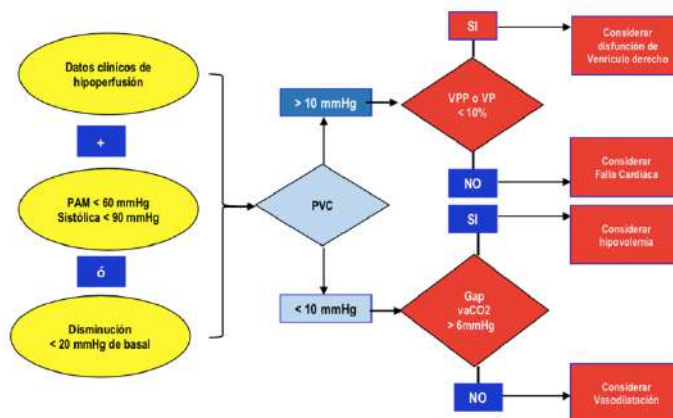 Datos clínicos de
hipoperfusión
+
PAM < 60 mmHg
Sistólica < 90 mmHg
ó
Disminución
< 20 mmHg de basal
PVC
> 10 mmHg
< 10 mmHg
SI
VPP o VP
< 10%
NO
SI
Gap
vaCO2
> 6mmHg
NO
Considerar
disfunción de
Venriculo derecho
Considerar
Falla Cardiáca
Considerar
hipovolemia
Considerar
Vasodilatación